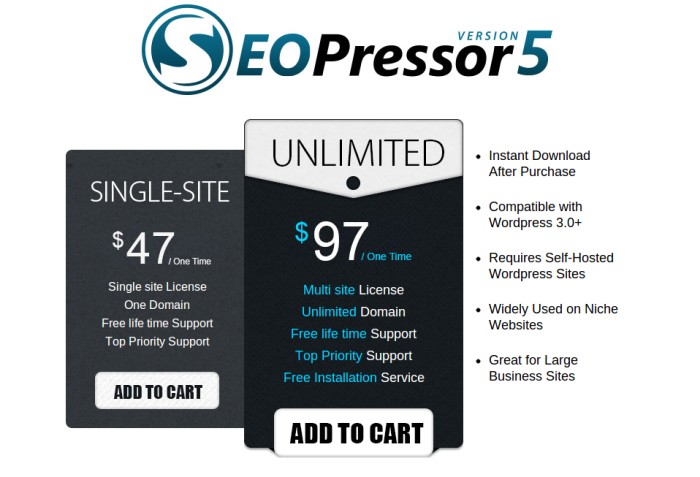 VERSION
SEOPressor 5
SINGLE-SITE
$47 / One Time
Single site License
One Domain
Free life time Support
Top Priority Support
ADD TO CART
UNLIMITED
$97 / One Time
Multi site License
Unlimited Domain
Free life time Support
Top Priority Support
Free Installation Service
ADD TO CART
• Instant Download
After Purchase
• Compatible with
Wordpress 3.0+
• Requires Self-Hosted
Wordpress Sites
• Widely Used on Niche
Websites
• Great for Large
Business Sites